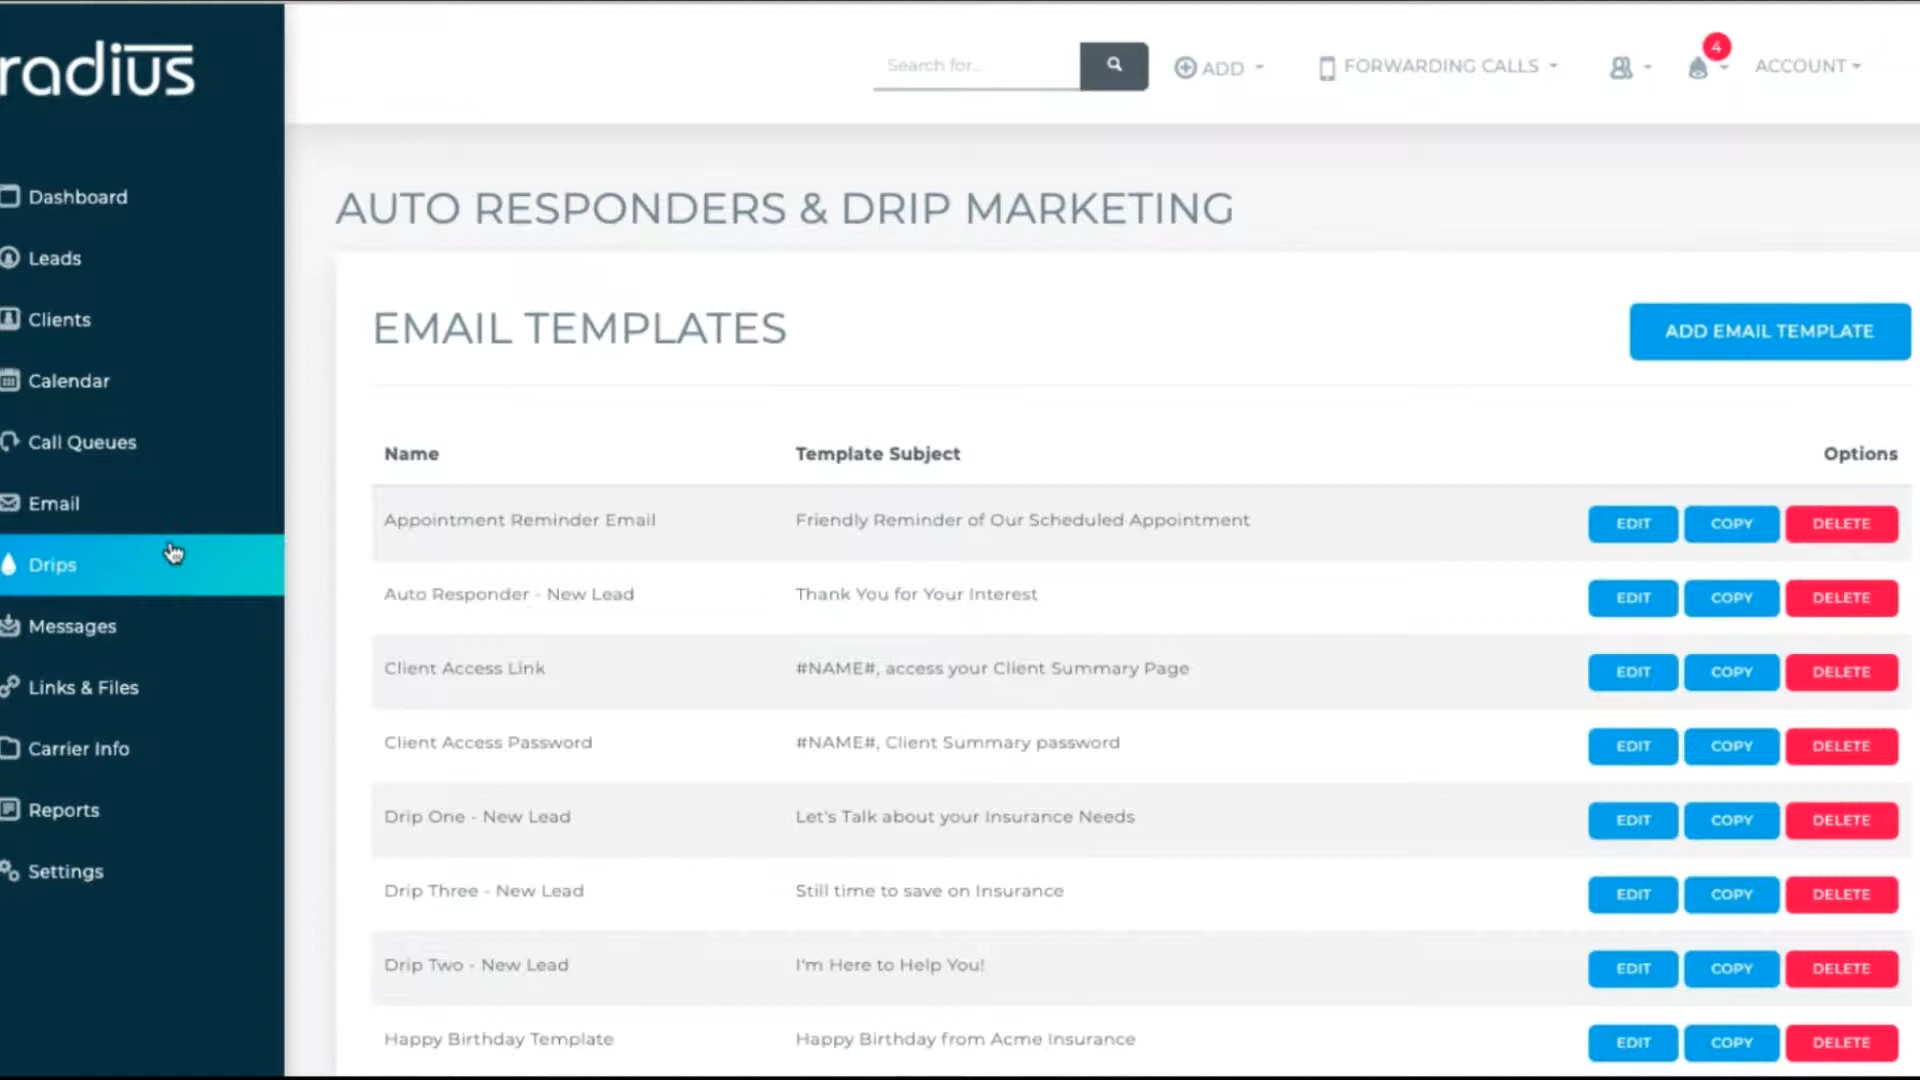 radius
Search for...
ADD
FORWARDING CALLS
4
ACCOUNT
Dashboard
Leads
Clients
Calendar
Call Queues
Email
Drips
Messages
Links & Files
Carrier Info
Reports
Settings
AUTO RESPONDERS & DRIP MARKETING
EMAIL TEMPLATES
ADD EMAIL TEMPLATE
Name Template Subject Options
Appointment Reminder Email Friendly Reminder of Our Scheduled Appointment EDIT COPY DELETE
Auto Responder - New Lead Thank You for Your Interest EDIT COPY DELETE
Client Access Link #NAME#, access your Client Summary Page EDIT COPY DELETE
Client Access Password #NAME#, Client Summary password EDIT COPY DELETE
Drip One - New Lead Let's Talk about your Insurance Needs EDIT COPY DELETE
Drip Three - New Lead Still time to save on Insurance EDIT COPY DELETE
Drip Two - New Lead I'm Here to Help You! EDIT COPY DELETE
Happy Birthday Template Happy Birthday from Acme Insurance EDIT COPY DELETE